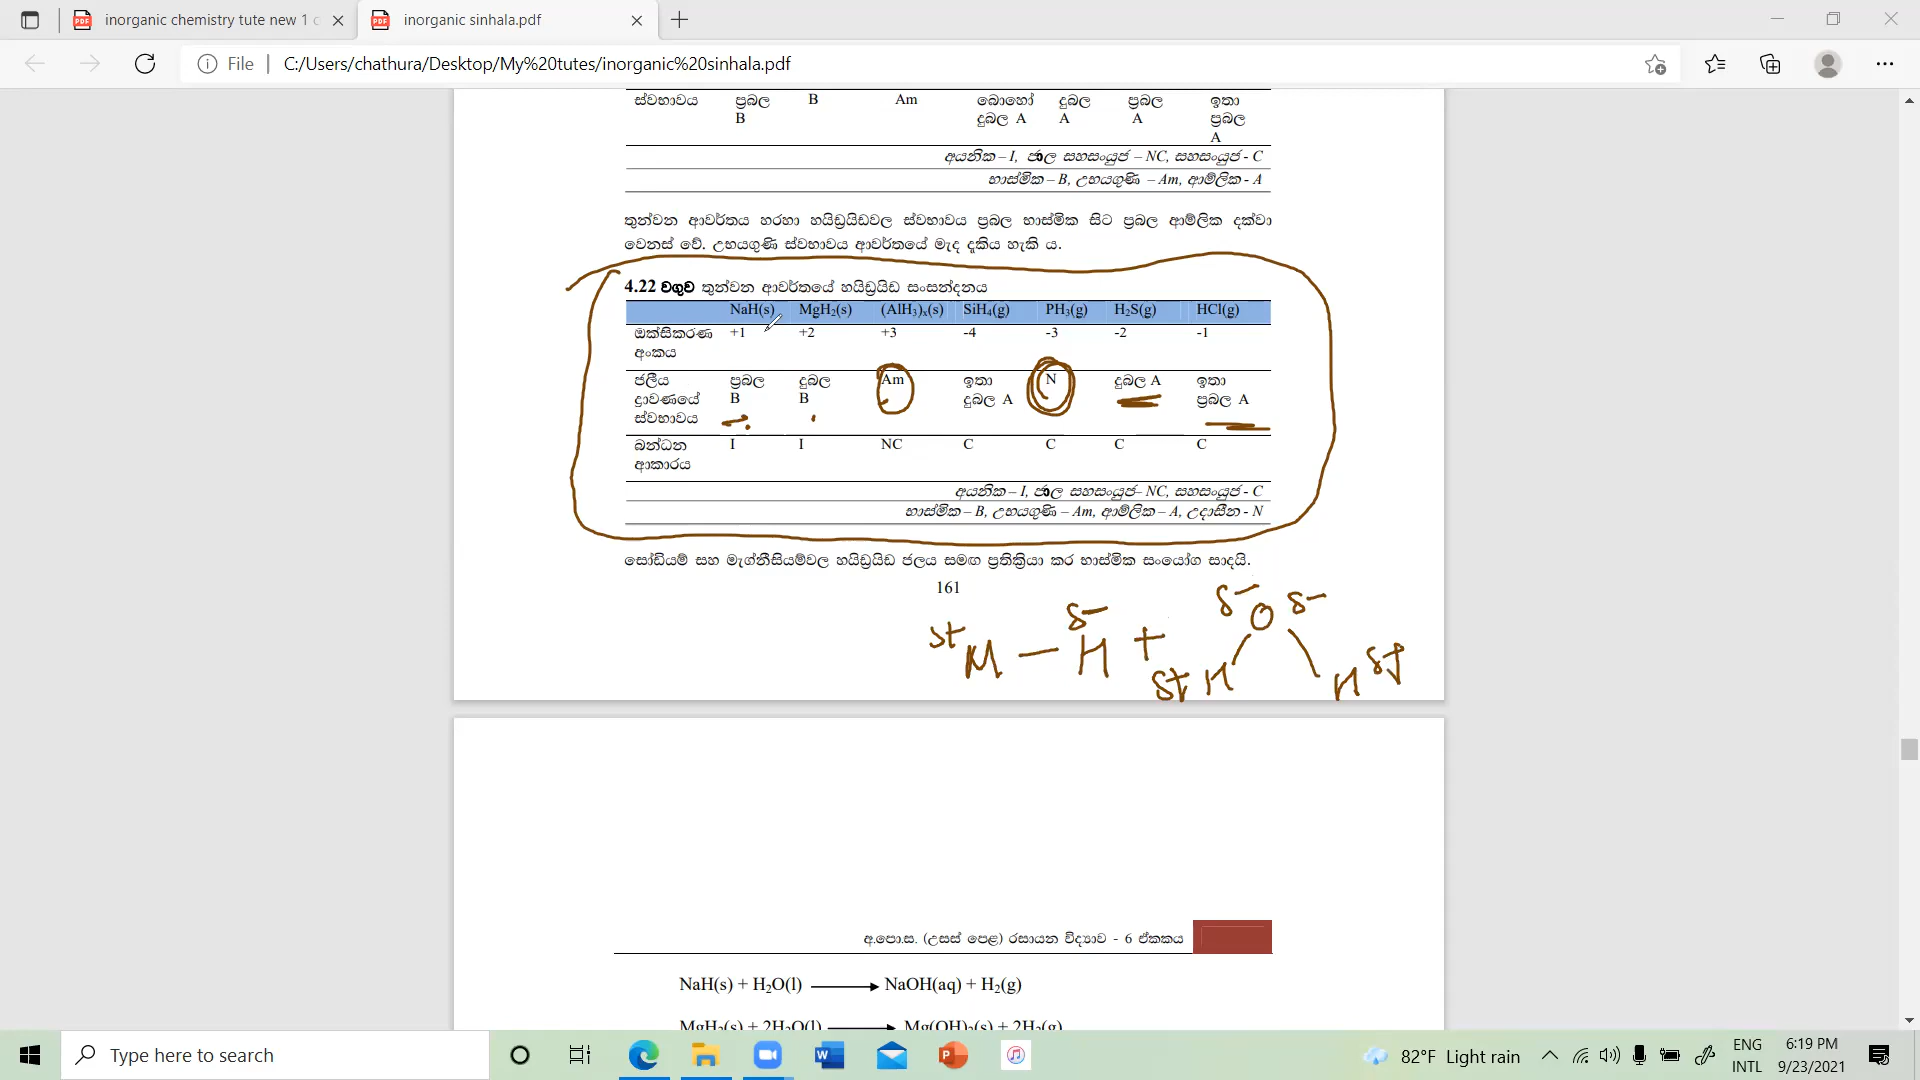 inorganic chemistry tute new 1 c
inorganic sinhala.pdf
File C:/Users/chathura/Desktop/My%20tutes/inorganic%20sinhala.pdf
ස්වභාවය ප්‍රබල B B Am බොහෝ දුබල A දුබල A ප්‍රබල A ඉතා ප්‍රබල A
අයනික – I, ජාල සහසංයුජ – NC, සහසංයුජ - C
භාස්මික – B, උභයගුණි – Am, ආම්ලික - A
තුන්වන ආවර්තය හරහා හයිඩ්‍රයිඩවල ස්වභාවය ප්‍රබල භාස්මික සිට ප්‍රබල ආම්ලික දක්වා
වෙනස් වේ. උභයගුණි ස්වභාවය ආවර්තයේ මැද දැකිය හැකි ය.
4.22 වගුව තුන්වන ආවර්තයේ හයිඩ්‍රයිඩ සංසන්දනය
NaH(s) MgH₂(s) (AlH₃)ₓ(s) SiH₄(g) PH₃(g) H₂S(g) HCl(g)
ඔක්සිකරණ අංකය +1 +2 +3 -4 -3 -2 -1
ජලීය ද්‍රාවණයේ ස්වභාවය ප්‍රබල B දුබල B Am ඉතා දුබල A N දුබල A ඉතා ප්‍රබල A
බන්ධන ආකාරය I I NC C C C C
අයනික – I, ජාල සහසංයුජ– NC, සහසංයුජ - C
භාස්මික – B, උභයගුණි – Am, ආම්ලික – A, උදාසීන - N
සෝඩියම් සහ මැග්නීසියම්වල හයිඩ්‍රයිඩ ජලය සමඟ ප්‍රතික්‍රියා කර භාස්මික සංයෝග සාදයි.
161
δ+ M — H δ- + δ- O δ-
δ+ H H δ+
අ.පො.ස. (උසස් පෙළ) රසායන විද්‍යාව - 6 ඒකකය
NaH(s) + H₂O(l) → NaOH(aq) + H₂(g)
MgH₂(s) + 2H₂O(l) → Mg(OH)₂(s) + 2H₂(g)
Type here to search
82°F Light rain
ENG INTL
6:19 PM
9/23/2021